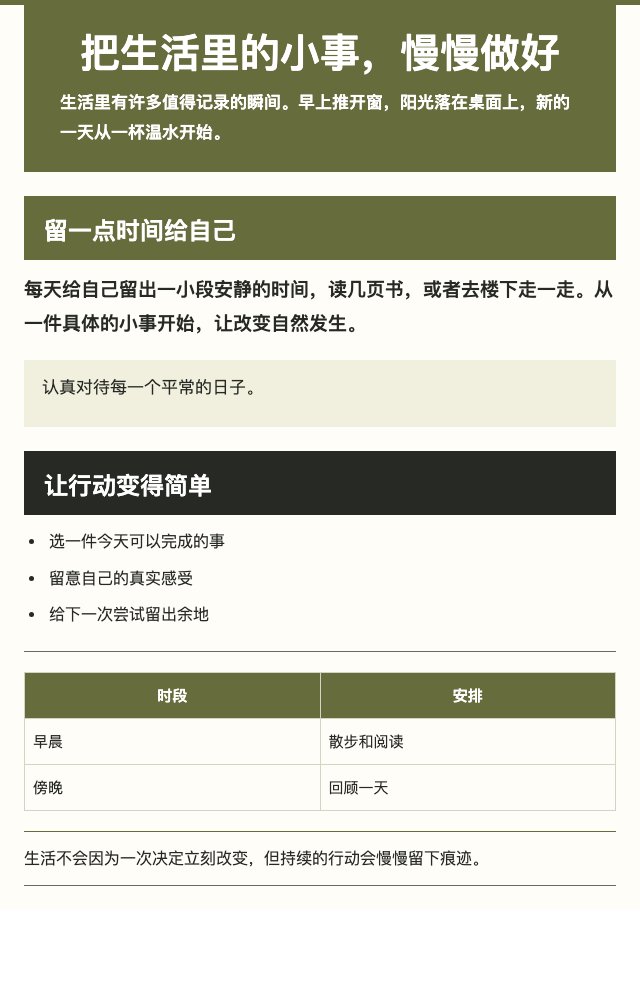 把生活里的小事，慢慢做好
生活里有许多值得记录的瞬间。早上推开窗，阳光落在桌面上，新的
一天从一杯温水开始。
留一点时间给自己
每天给自己留出一小段安静的时间，读几页书，或者去楼下走一走。从
一件具体的小事开始，让改变自然发生。
认真对待每一个平常的日子。
让行动变得简单
• 选一件今天可以完成的事
• 留意自己的真实感受
• 给下一次尝试留出余地
时段 安排
早晨 散步和阅读
傍晚 回顾一天
生活不会因为一次决定立刻改变，但持续的行动会慢慢留下痕迹。